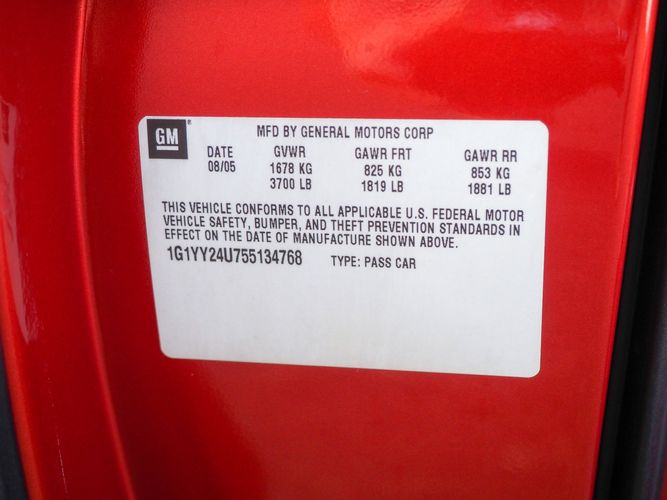 GM ®
MFD BY GENERAL MOTORS CORP
DATE GVWR GAWR FRT GAWR RR
08/05 1678 KG 825 KG 853 KG
3700 LB 1819 LB 1881 LB
THIS VEHICLE CONFORMS TO ALL APPLICABLE U.S. FEDERAL MOTOR
VEHICLE SAFETY, BUMPER, AND THEFT PREVENTION STANDARDS IN
EFFECT ON THE DATE OF MANUFACTURE SHOWN ABOVE.
1G1YY24U755134768 TYPE: PASS CAR